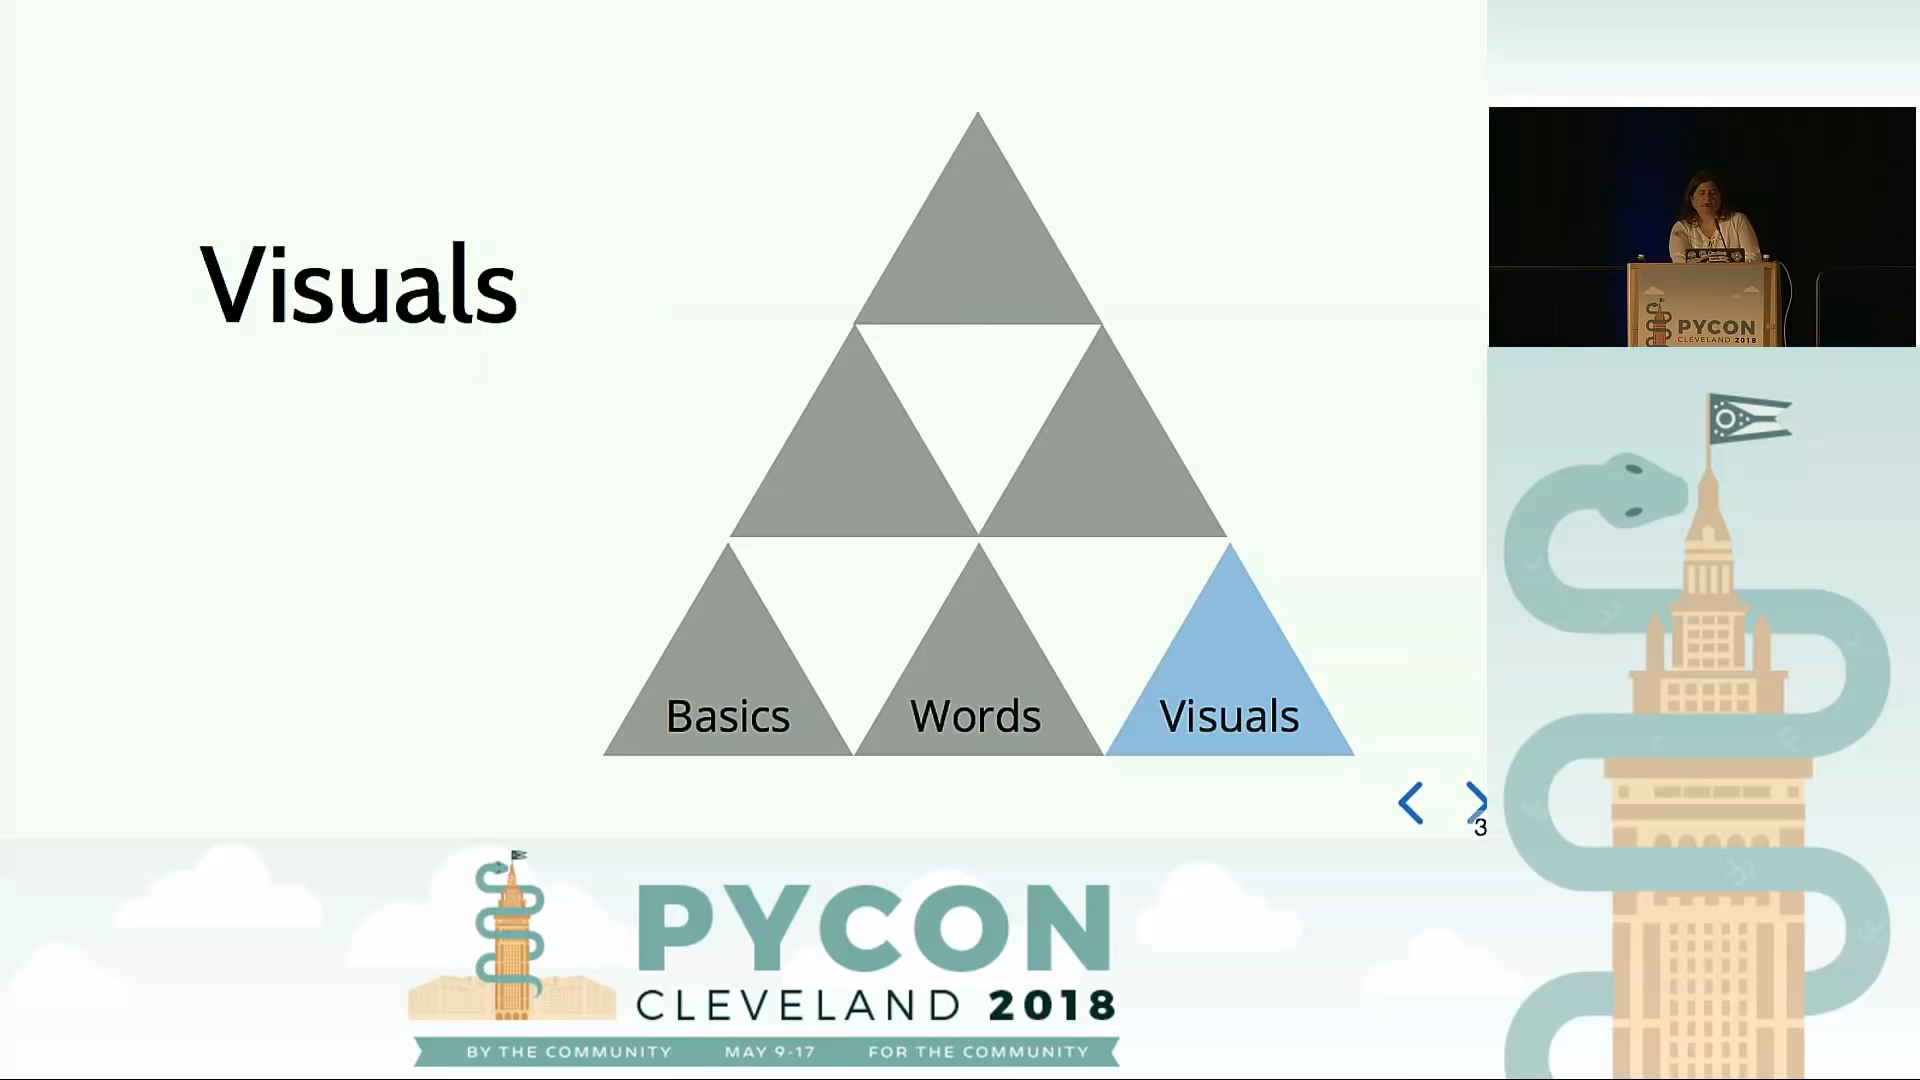 Visuals
Basics
Words
Visuals
3
PYCON
CLEVELAND 2018
PYCON
CLEVELAND 2018
BY THE COMMUNITY MAY 9-17 FOR THE COMMUNITY